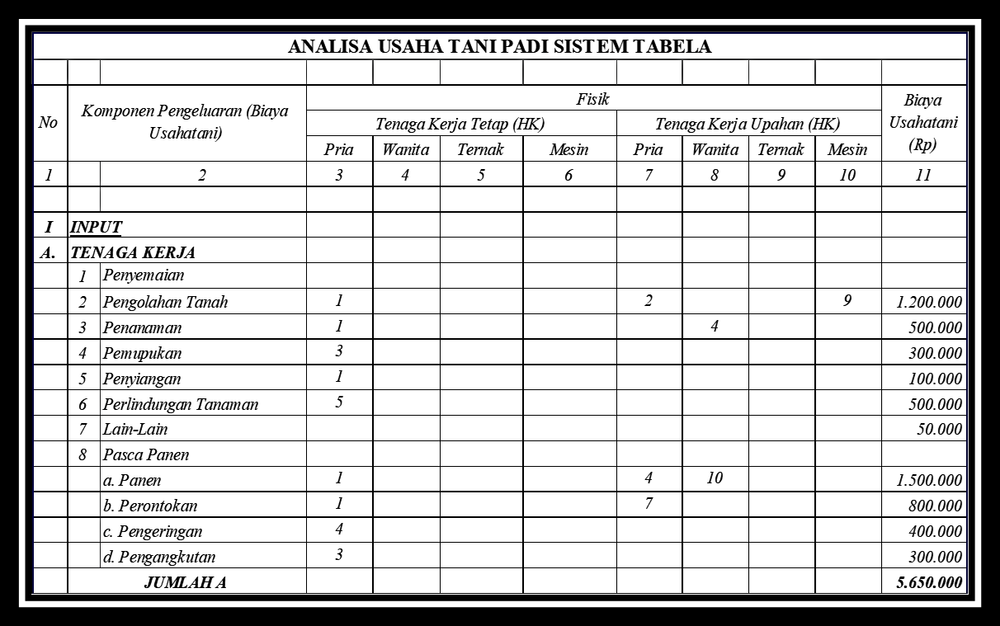 ANALISA USAHA TANI PADI SISTEM TABELA
No Komponen Pengeluaran (Biaya Usahatani) Fisik Biaya Usahatani (Rp)
Tenaga Kerja Tetap (HK) Tenaga Kerja Upahan (HK)
Pria Wanita Ternak Mesin Pria Wanita Ternak Mesin
1 2 3 4 5 6 7 8 9 10 11
I INPUT
A. TENAGA KERJA
1 Penyemaian
2 Pengolahan Tanah 1 2 9 1.200.000
3 Penanaman 1 4 500.000
4 Pemupukan 3 300.000
5 Penyiangan 1 100.000
6 Perlindungan Tanaman 5 500.000
7 Lain-Lain 50.000
8 Pasca Panen
a. Panen 1 4 10 1.500.000
b. Perontokan 1 7 800.000
c. Pengeringan 4 400.000
d. Pengangkutan 3 300.000
JUMLAH A 5.650.000